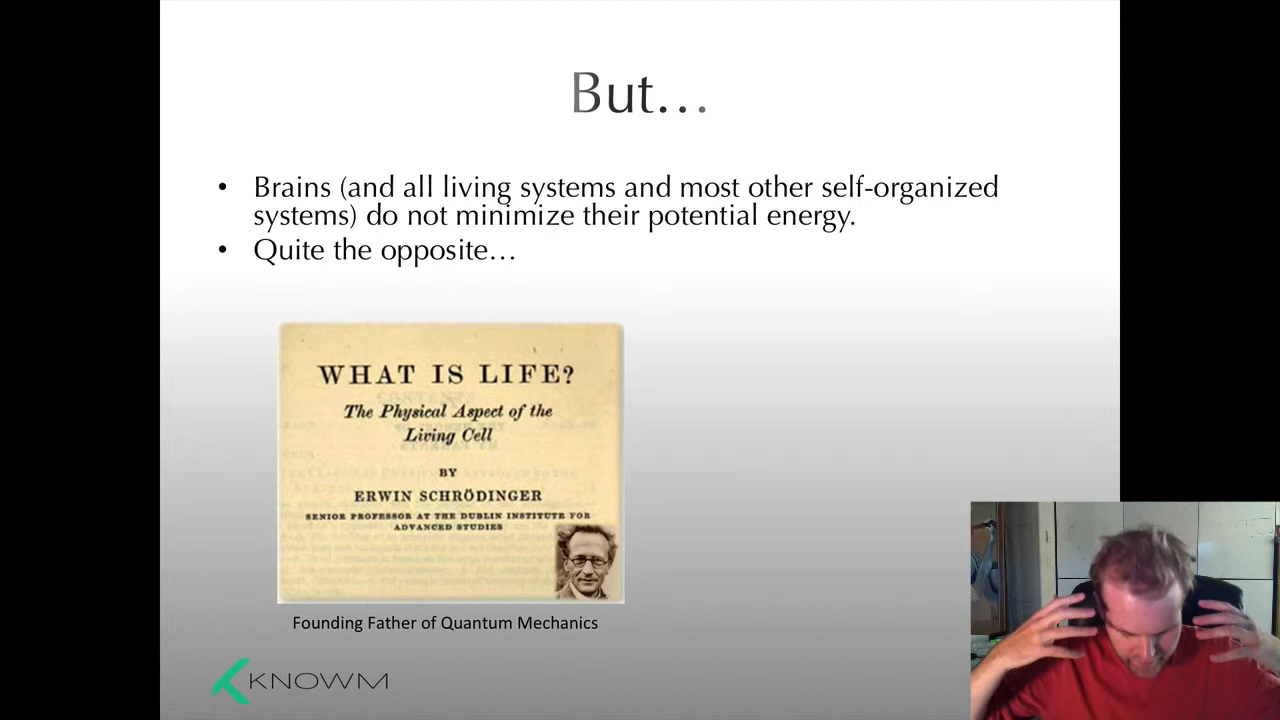 But…
• Brains (and all living systems and most other self-organized
systems) do not minimize their potential energy.
• Quite the opposite…
WHAT IS LIFE?
The Physical Aspect of the
Living Cell
BY
ERWIN SCHRÖDINGER
SENIOR PROFESSOR AT THE DUBLIN INSTITUTE FOR
ADVANCED STUDIES
Founding Father of Quantum Mechanics
KNOWM